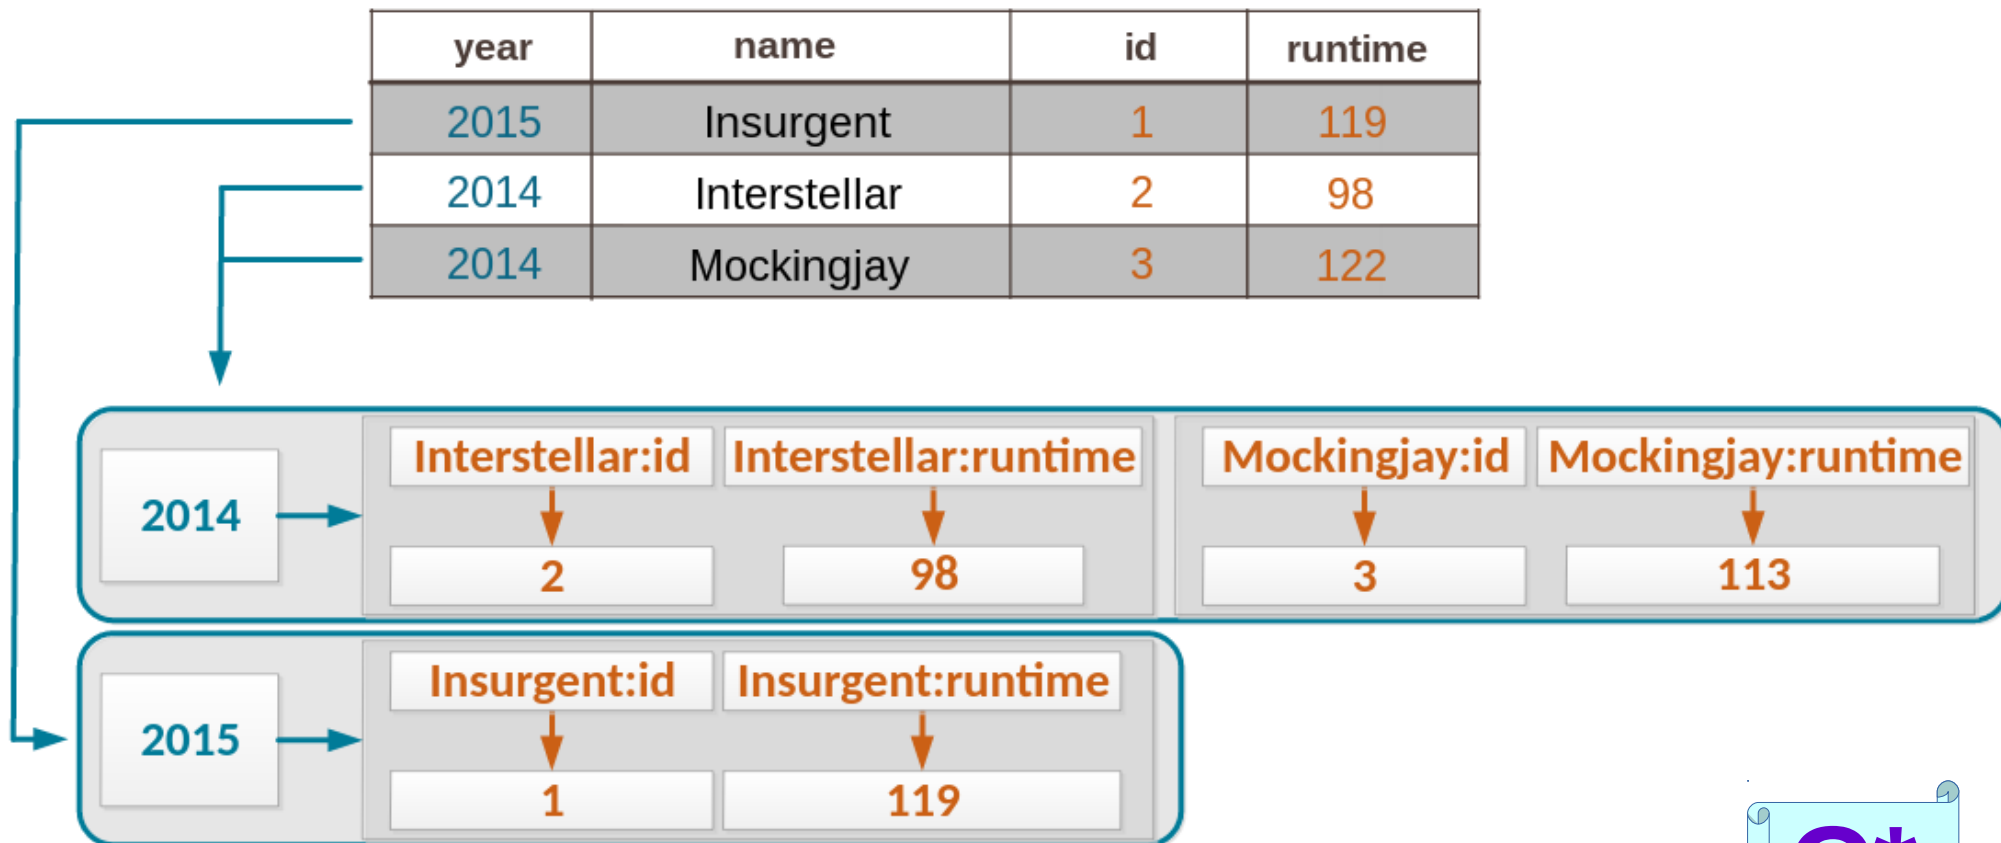 year name id runtime
2015 Insurgent 1 119
2014 Interstellar 2 98
2014 Mockingjay 3 122
Interstellar:id Interstellar:runtime Mockingjay:id Mockingjay:runtime
2014
2 98 3 113
Insurgent:id Insurgent:runtime
2015
1 119